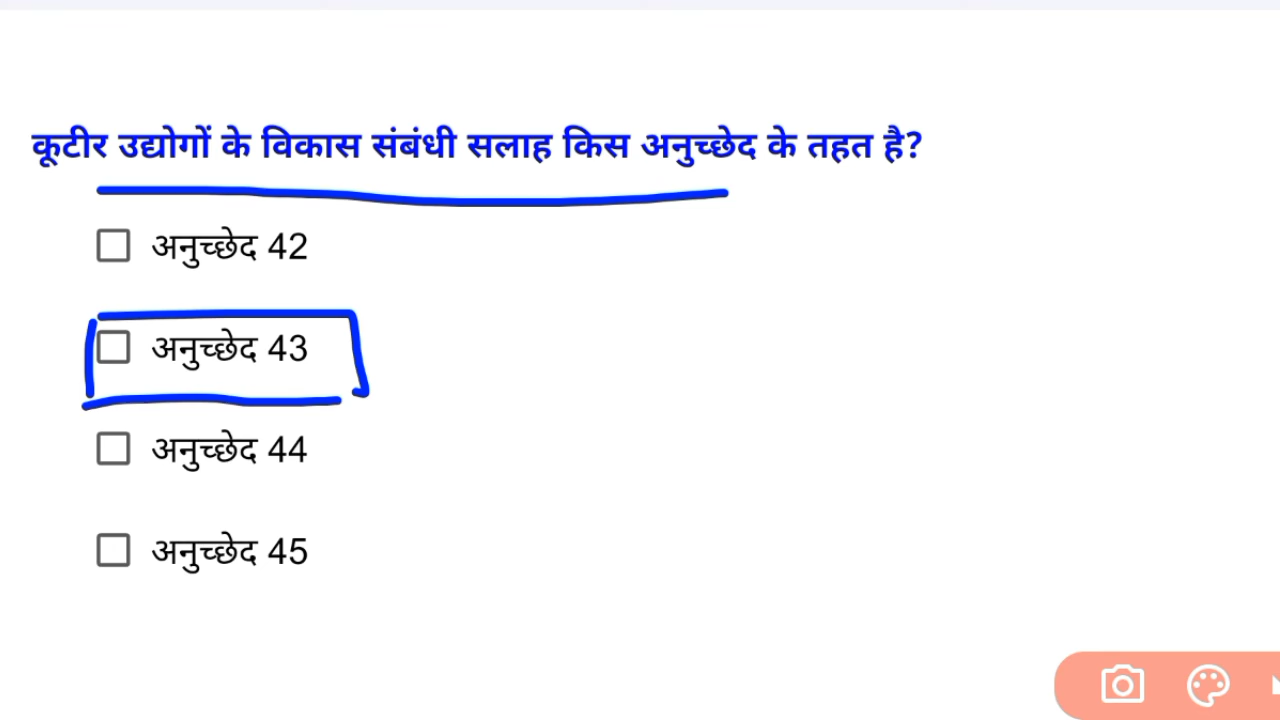 कूटीर उद्योगों के विकास संबंधी सलाह किस अनुच्छेद के तहत है?
अनुच्छेद 42
अनुच्छेद 43
अनुच्छेद 44
अनुच्छेद 45